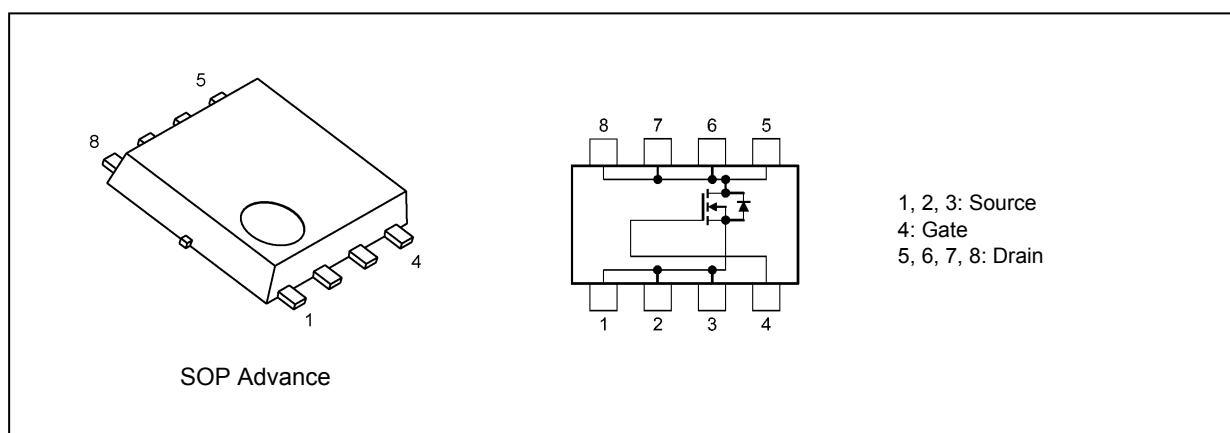 5
8
4
1
SOP Advance
8 7 6 5
1 2 3 4
1, 2, 3: Source
4: Gate
5, 6, 7, 8: Drain